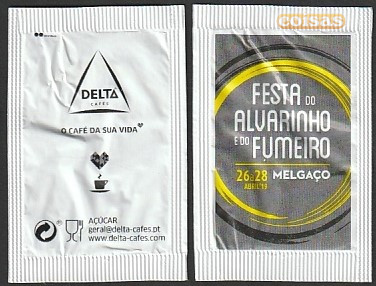 DELTA
CAFÉS
O CAFÉ DA SUA VIDA
AÇÚCAR
geral@delta-cafes.pt
www.delta-cafes.com
coisas
FESTA DO
ALVARINHO
E DO FUMEIRO
26 A 28 MELGAÇO
ABRIL'19